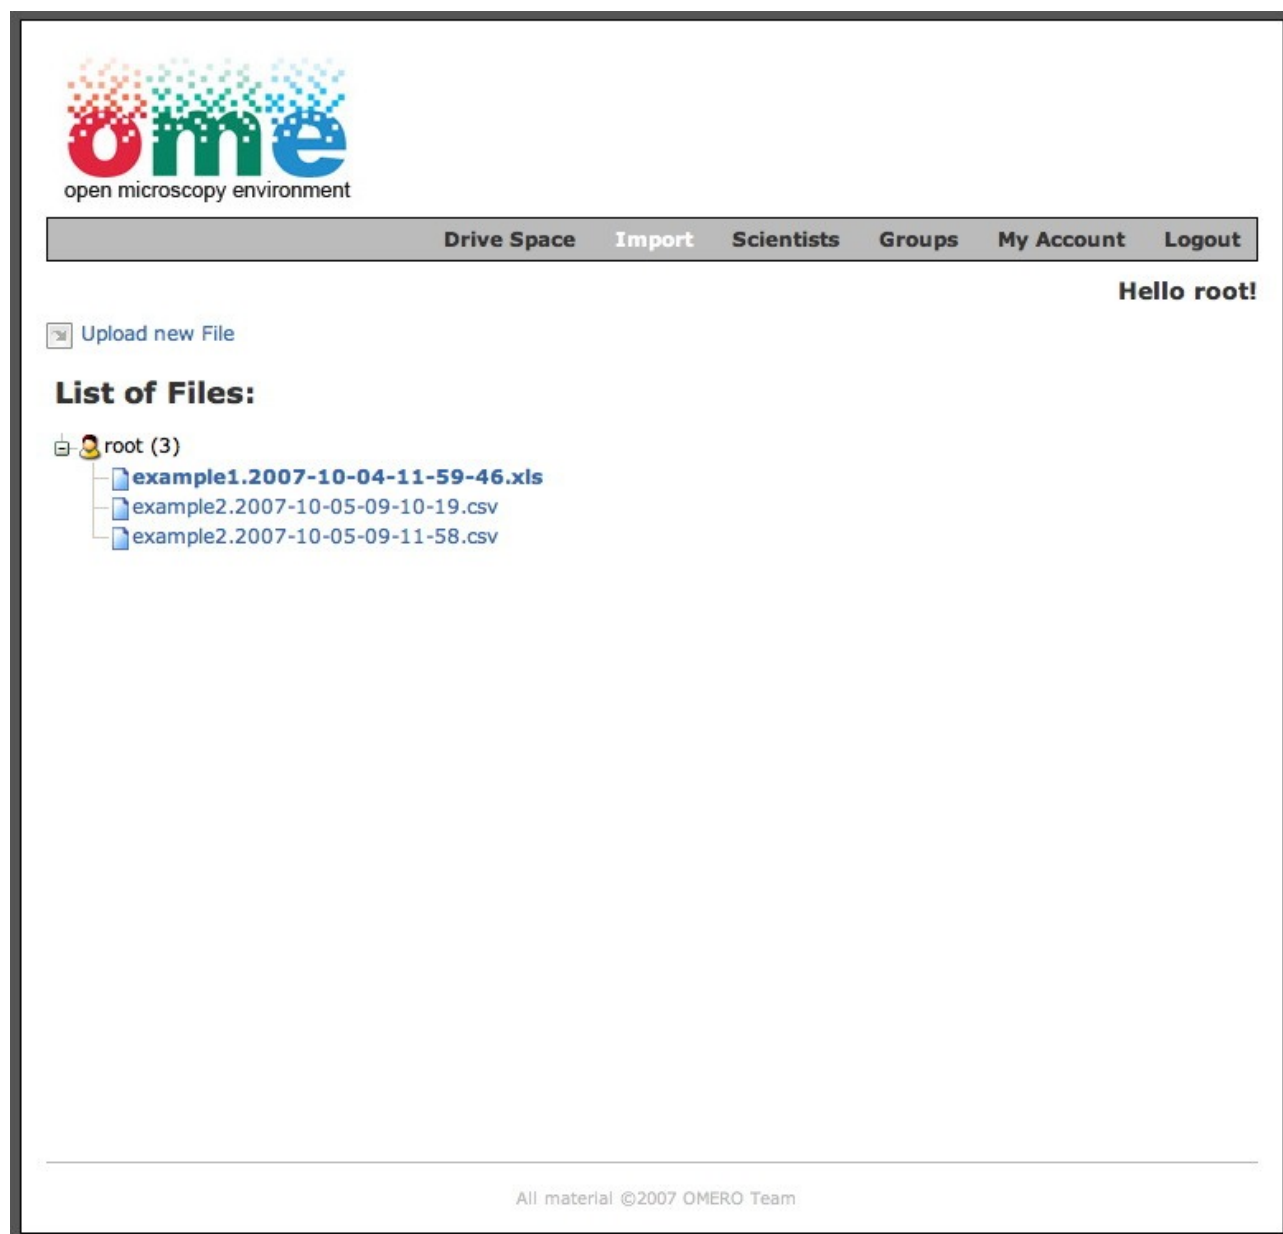 ome
open microscopy environment
Drive Space Import Scientists Groups My Account Logout
Hello root!
Upload new File
List of Files:
root (3)
example1.2007-10-04-11-59-46.xls
example2.2007-10-05-09-10-19.csv
example2.2007-10-05-09-11-58.csv
All material ©2007 OMERO Team